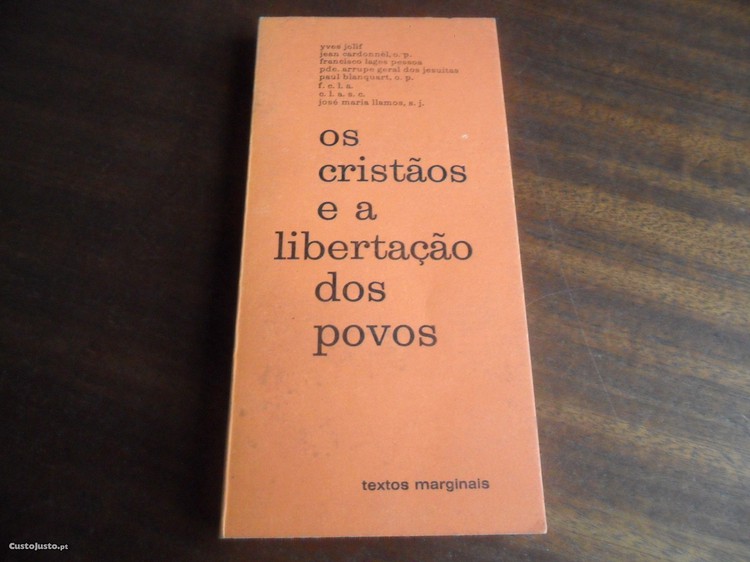 yves jolif
jean cardonnel, o. p.
francisco lages pessoa
pde. arrupe geral dos jesuítas
paul blanquart, o. p.
f. e. l. a.
c. l. a. s. c.
josé maria llamos, s. j.
os
cristãos
e a
libertação
dos
povos
textos marginais
CustoJusto.pt